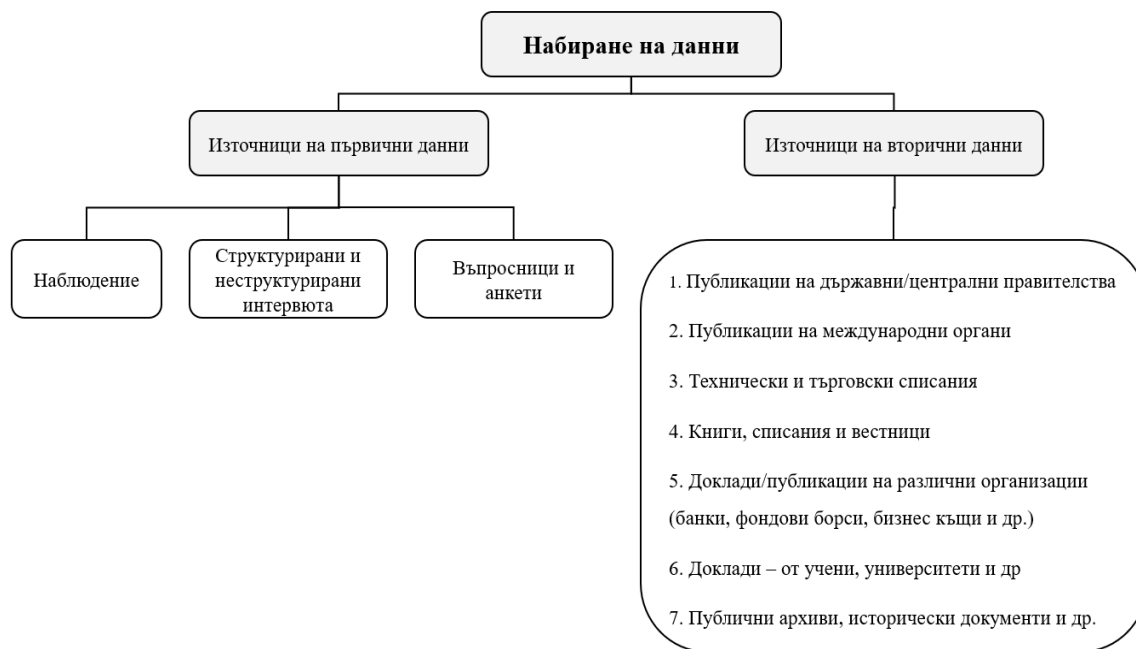 Набиране на данни
Източници на първични данни
Източници на вторични данни
Наблюдение
Структурирани и
неструктурирани
интервюта
Въпросници и
анкети
1. Публикации на държавни/централни правителства
2. Публикации на международни органи
3. Технически и търговски списания
4. Книги, списания и вестници
5. Доклади/публикации на различни организации
(банки, фондови борси, бизнес къщи и др.)
6. Доклади – от учени, университети и др
7. Публични архиви, исторически документи и др.